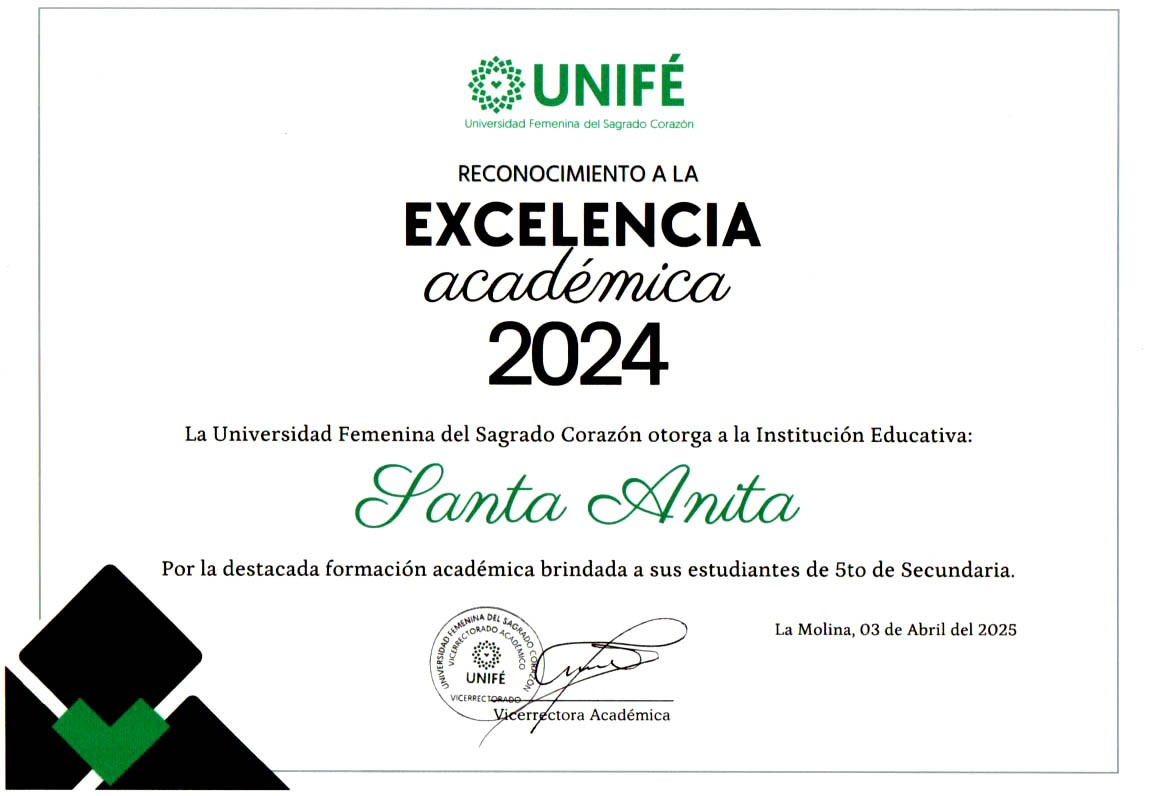 UNIFÉ
Universidad Femenina del Sagrado Corazón
RECONOCIMIENTO A LA
EXCELENCIA
académica
2024
La Universidad Femenina del Sagrado Corazón otorga a la Institución Educativa:
Santa Anita
Por la destacada formación académica brindada a sus estudiantes de 5to de Secundaria.
La Molina, 03 de Abril del 2025
UNIVERSIDAD FEMENINA DEL SAGRADO CORAZÓN
VICERRECTORADO ACADÉMICO
UNIFÉ
VICERRECTORADO
Vicerrectora Académica